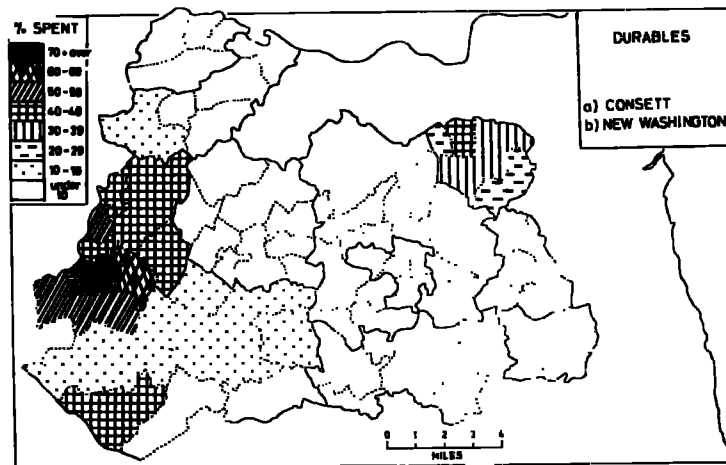 % SPENT
70 + over
60 - 69
50 - 59
40 - 49
30 - 39
20 - 29
10 - 19
under
10
DURABLES
a) CONSETT
b) NEW WASHINGTON
0 1 2 3 4
MILES